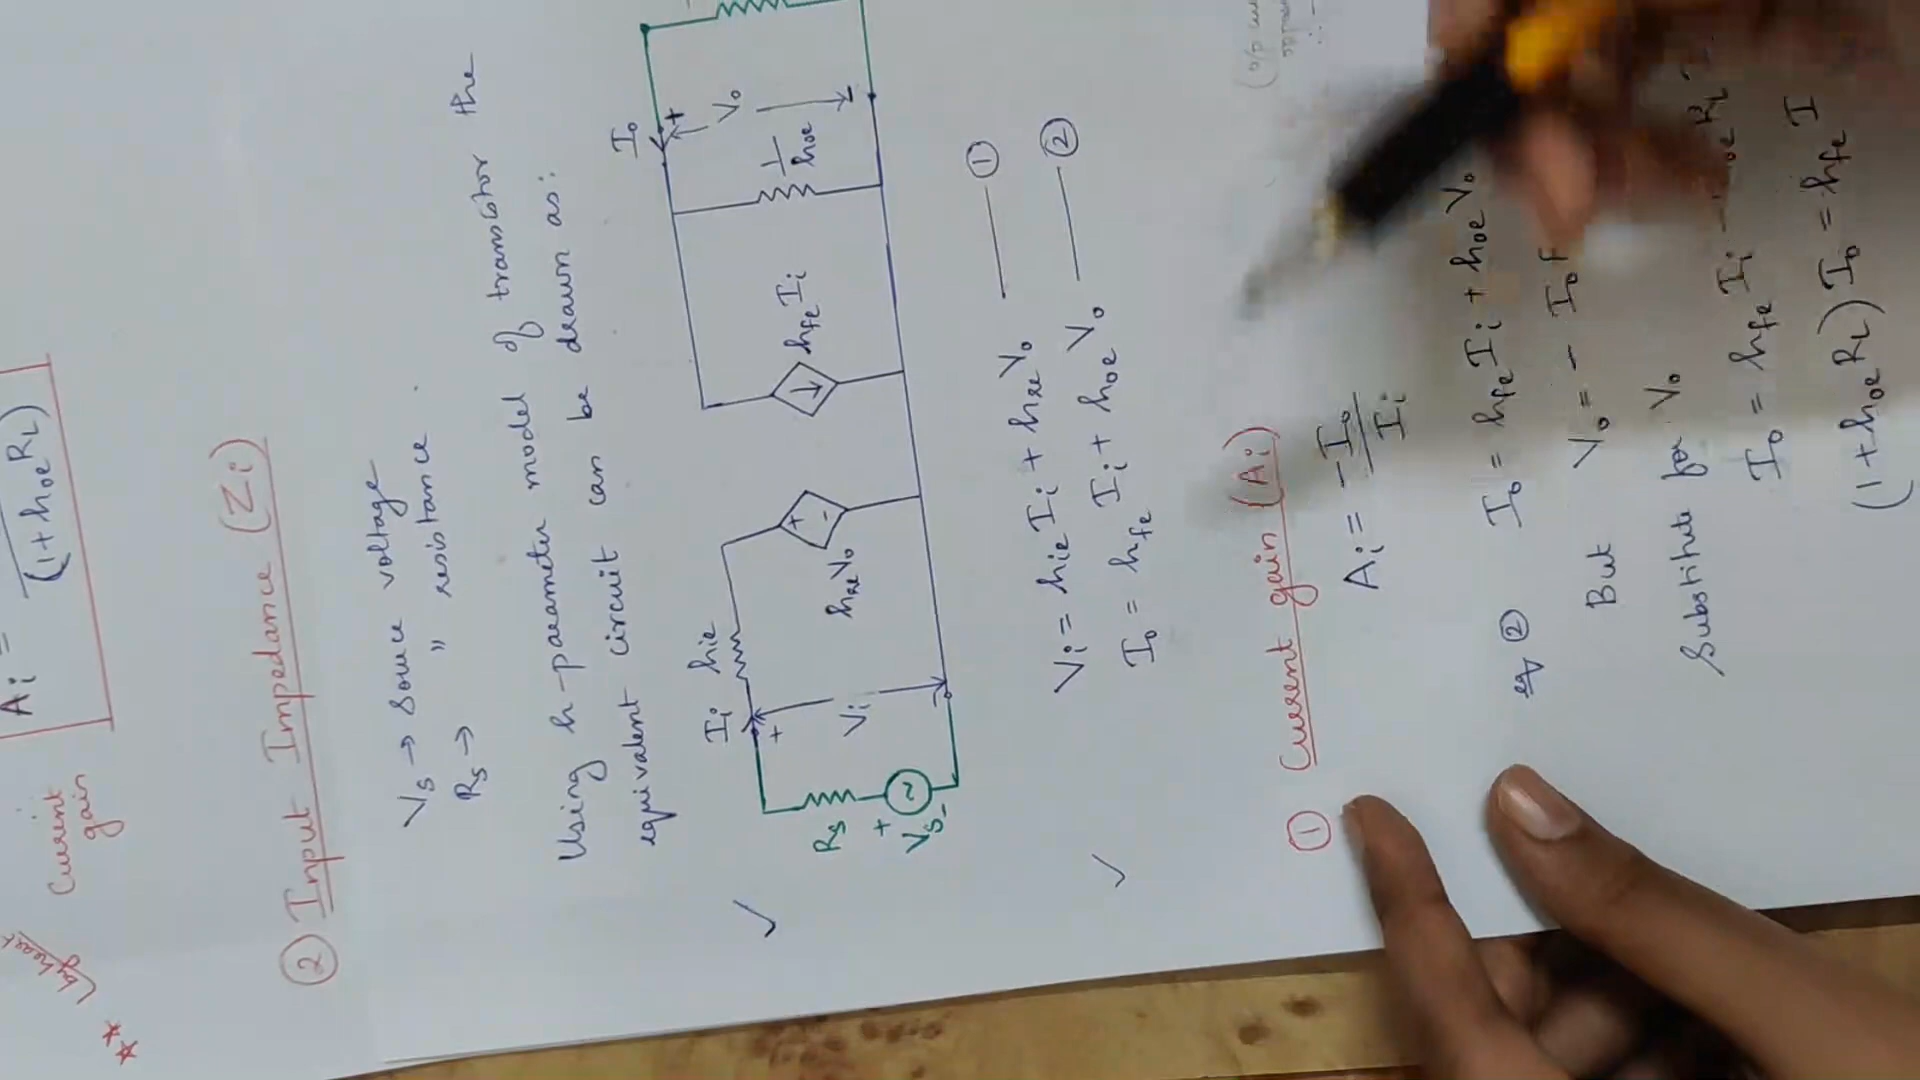 Ai =
(1+hoe RL)
Current
gain
** by heart
② Input Impedance (Zi)
Vs → Source voltage
Rs → " resistance
Using h-parameter model of transistor the
equivalent circuit can be drawn as:
Ii hie
+
Vi
Rs
+
Vs
-
hre Vo
+
-
hfe Ii
1
hoe
Io
+
Vo
-
Vi = hie Ii + hre Vo — ①
Io = hfe Ii + hoe Vo — ②
① Current gain (Ai)
Ai = -Io
Ii
eq ② Io = hfe Ii + hoe Vo
But Vo = - Io
Substitute for Vo
Io = hfe Ii -
(1+hoe RL) Io = hfe I
(o/p